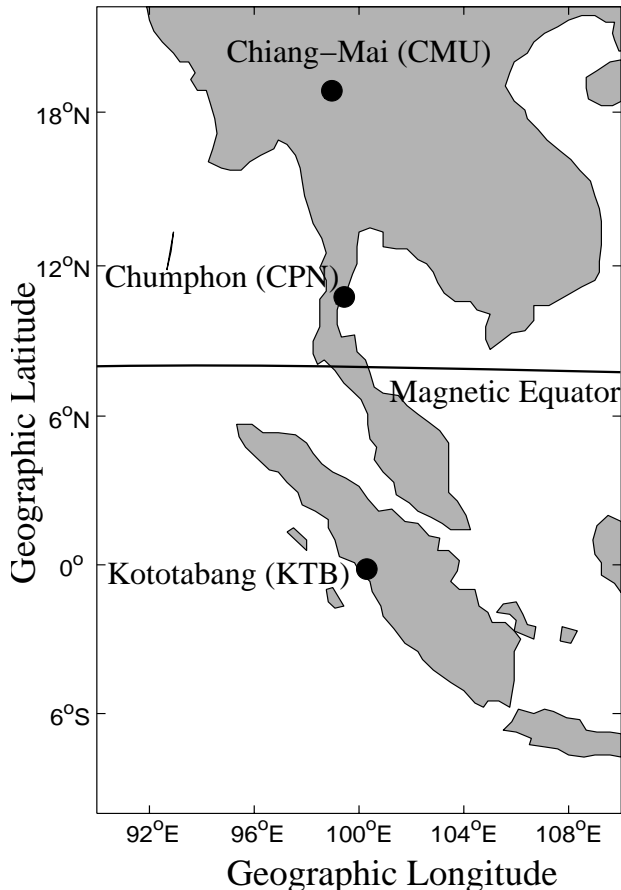 Chiang−Mai (CMU)
18°N
12°N
Chumphon (CPN)
Magnetic Equator
6°N
0°
Kototabang (KTB)
6°S
Geographic Latitude
92°E 96°E 100°E 104°E 108°E
Geographic Longitude